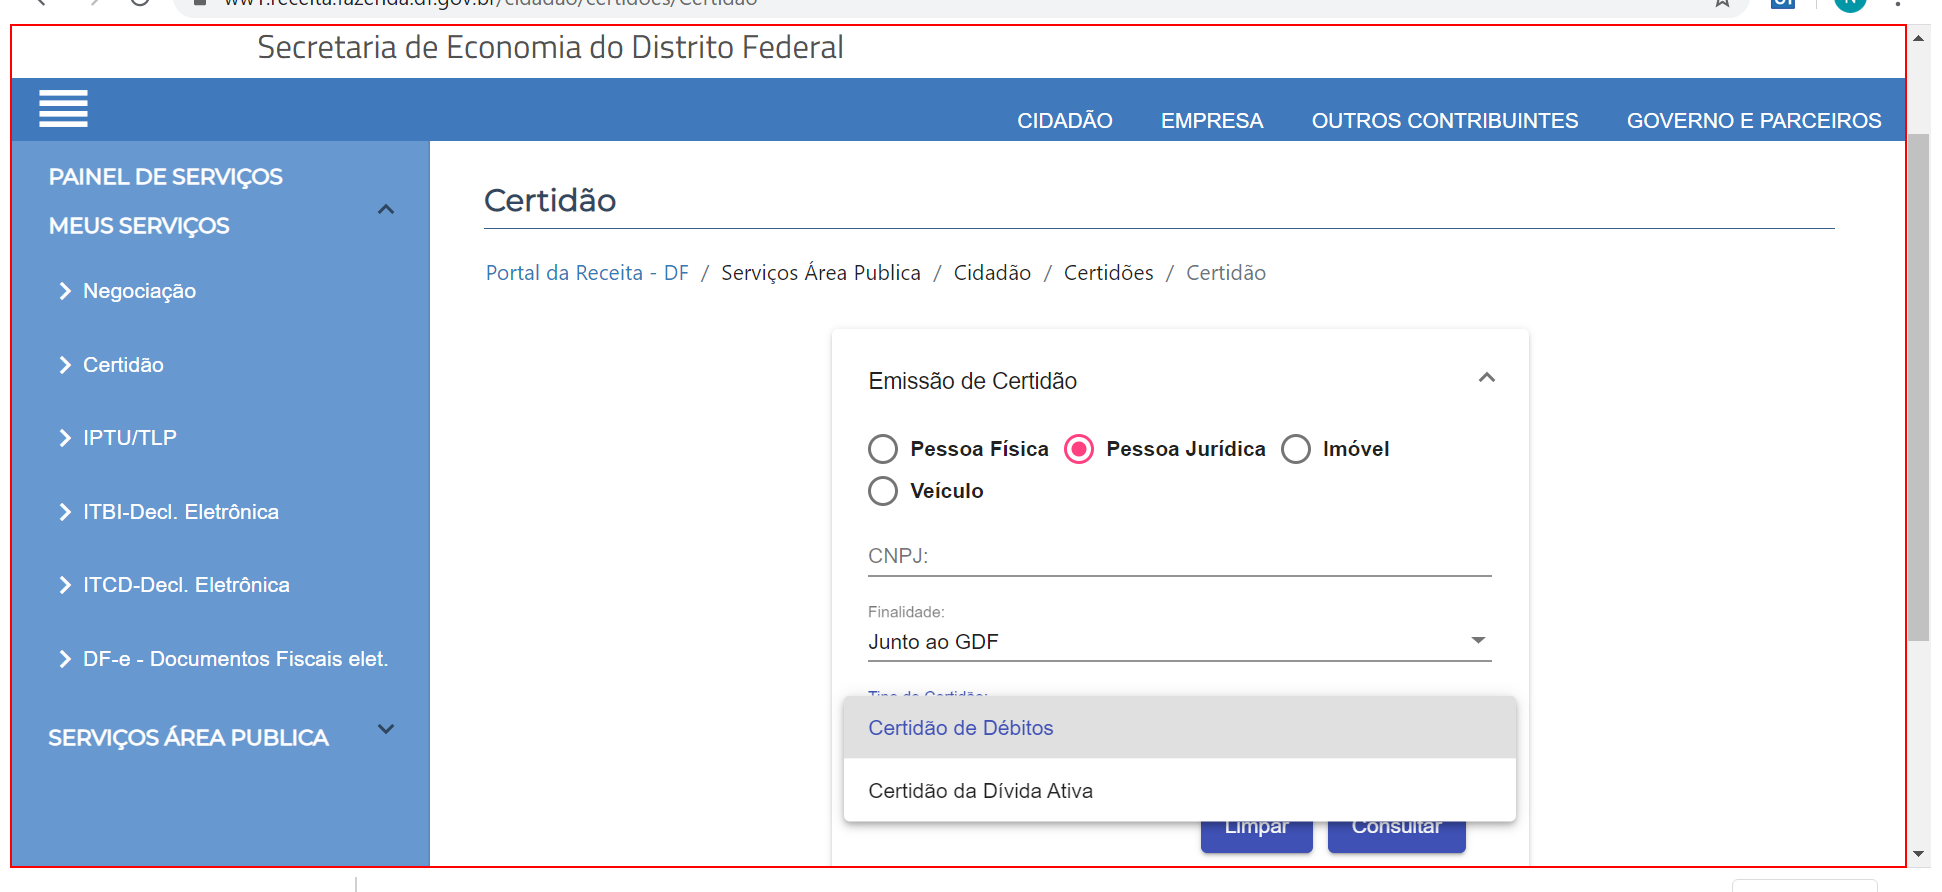 ww1.receita.fazenda.df.gov.br/cidadao/certidoes/Certidao
Secretaria de Economia do Distrito Federal
CIDADÃO EMPRESA OUTROS CONTRIBUINTES GOVERNO E PARCEIROS
PAINEL DE SERVIÇOS
MEUS SERVIÇOS
Negociação
Certidão
IPTU/TLP
ITBI-Decl. Eletrônica
ITCD-Decl. Eletrônica
DF-e - Documentos Fiscais elet.
SERVIÇOS ÁREA PUBLICA
Certidão
Portal da Receita - DF / Serviços Área Publica / Cidadão / Certidões / Certidão
Emissão de Certidão
Pessoa Física Pessoa Jurídica Imóvel
Veículo
CNPJ:
Finalidade:
Junto ao GDF
Tipo de Certidão:
Certidão de Débitos
Certidão da Dívida Ativa
Limpar Consultar